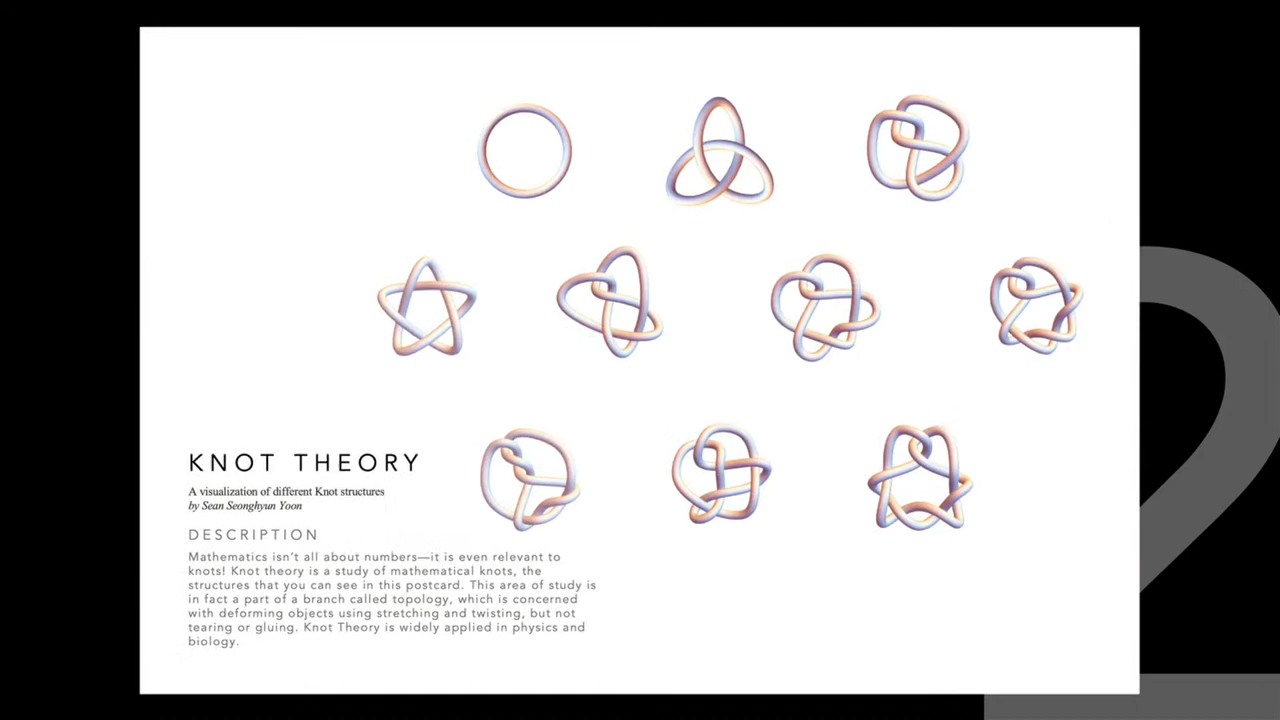 KNOT THEORY
A visualization of different Knot structures
by Sean Seonghyun Yoon
DESCRIPTION
Mathematics isn't all about numbers—it is even relevant to
knots! Knot theory is a study of mathematical knots, the
structures that you can see in this postcard. This area of study is
in fact a part of a branch called topology, which is concerned
with deforming objects using stretching and twisting, but not
tearing or gluing. Knot Theory is widely applied in physics and
biology.
2